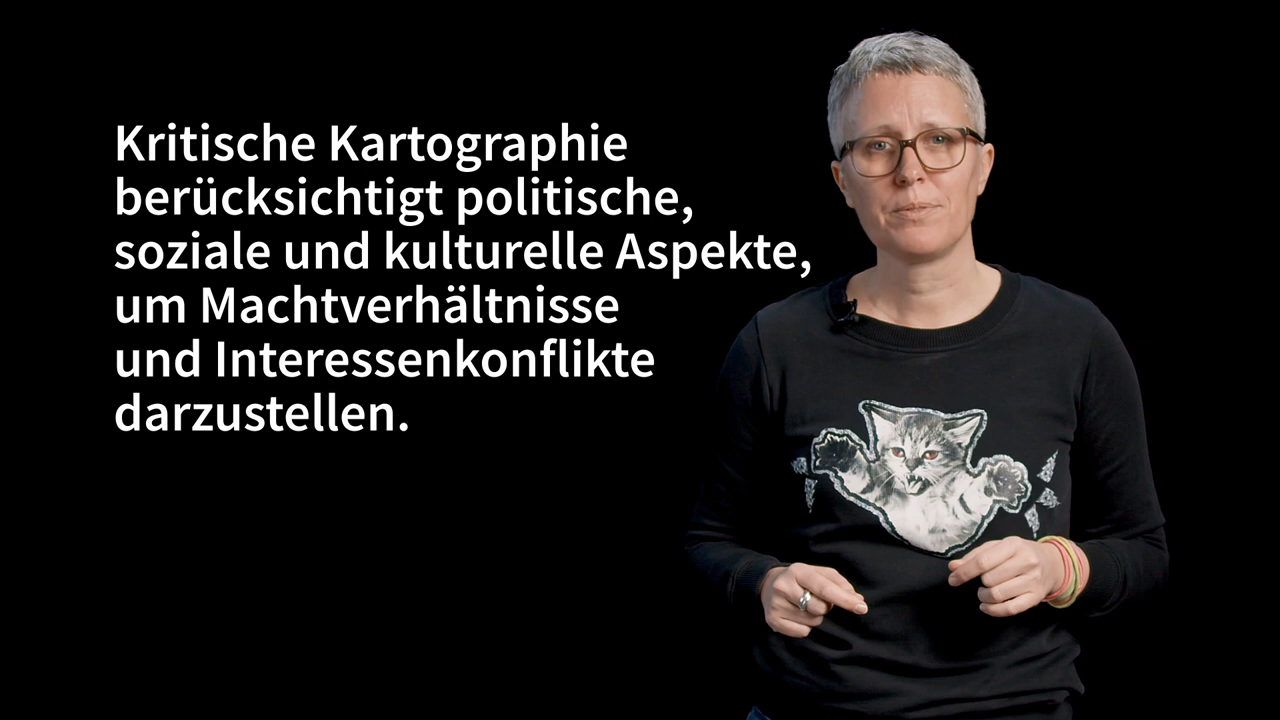 Kritische Kartographie
berücksichtigt politische,
soziale und kulturelle Aspekte,
um Machtverhältnisse
und Interessenkonflikte
darzustellen.